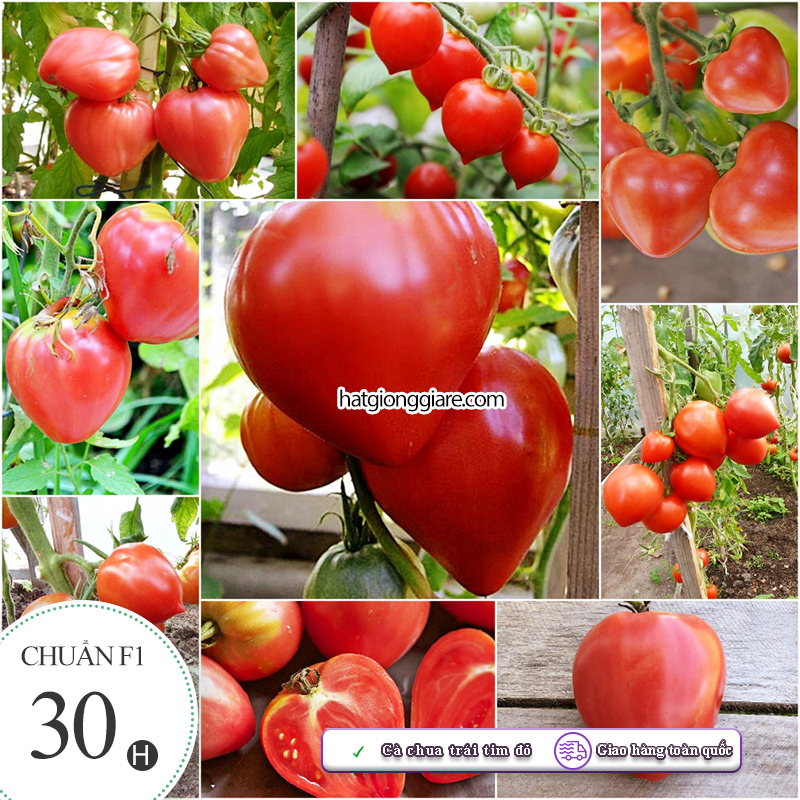 hatgionggiare.com
CHUẨN F1
30 H
✓ Cà chua trái tim đỏ
Giao hàng toàn quốc